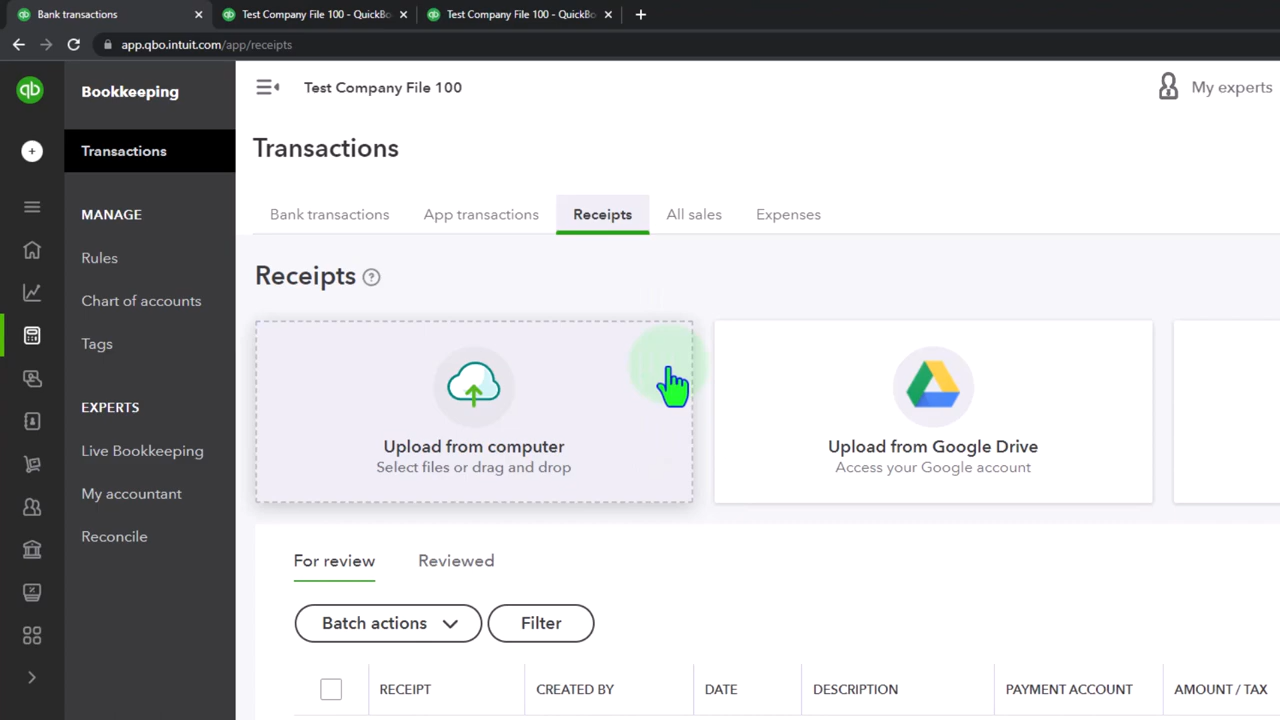 Bank transactions
Test Company File 100 - QuickBo
Test Company File 100 - QuickBo
app.qbo.intuit.com/app/receipts
qb
Bookkeeping
Transactions
MANAGE
Rules
Chart of accounts
Tags
EXPERTS
Live Bookkeeping
My accountant
Reconcile
Test Company File 100
My experts
Transactions
Bank transactions
App transactions
Receipts
All sales
Expenses
Receipts ?
Upload from computer
Select files or drag and drop
Upload from Google Drive
Access your Google account
For review
Reviewed
Batch actions
Filter
RECEIPT
CREATED BY
DATE
DESCRIPTION
PAYMENT ACCOUNT
AMOUNT / TAX